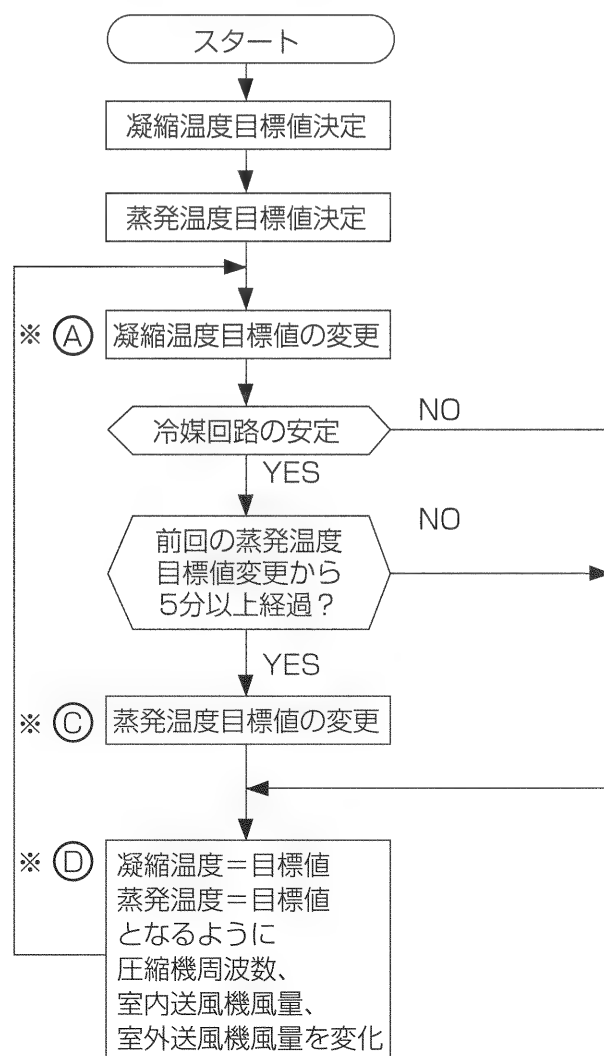 スタート
凝縮温度目標値決定
蒸発温度目標値決定
※ Ⓐ 凝縮温度目標値の変更
冷媒回路の安定
NO
YES
前回の蒸発温度
目標値変更から
5分以上経過？
NO
YES
※ Ⓒ 蒸発温度目標値の変更
※ Ⓓ 凝縮温度＝目標値
蒸発温度＝目標値
となるように
圧縮機周波数、
室内送風機風量、
室外送風機風量を変化